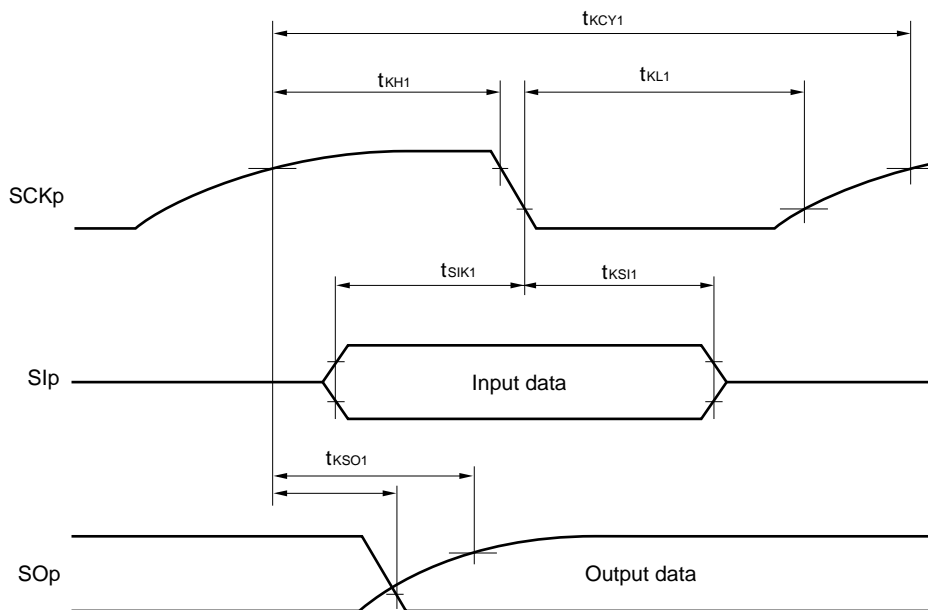 tKCY1
tKH1
tKL1
SCKp
tSIK1
tKSI1
SIp
Input data
tKSO1
SOp
Output data